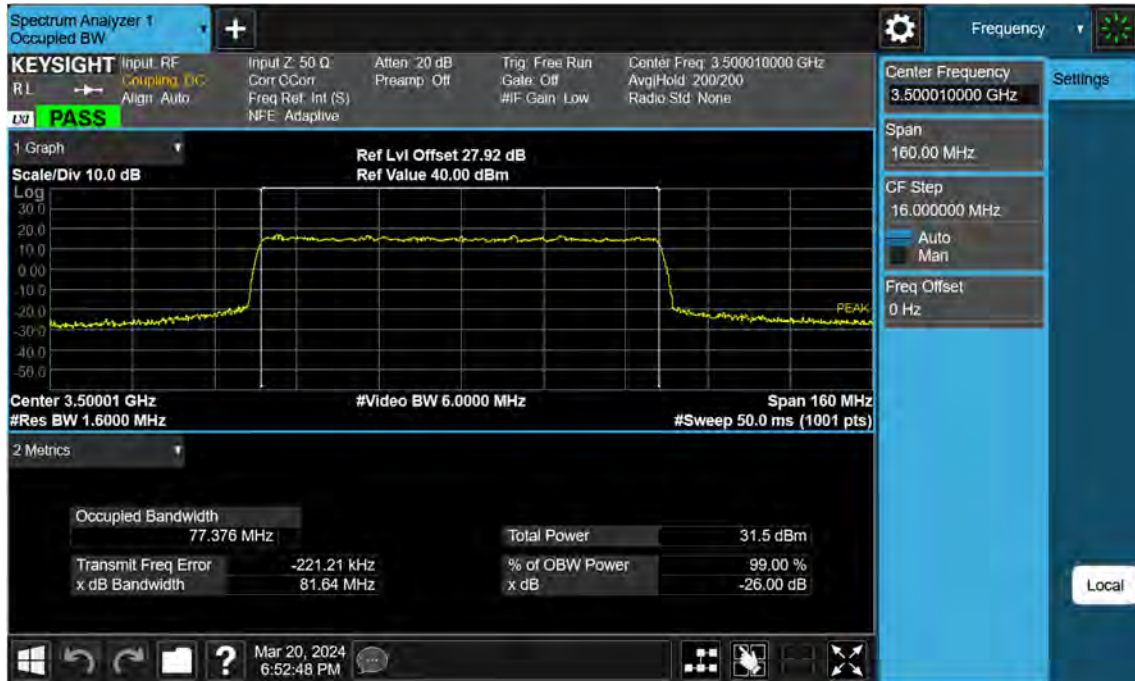 Spectrum Analyzer 1
Occupied BW
+
Frequency
KEYSIGHT
R L
LXI PASS
Input: RF
Coupling: DC
Align: Auto
Input Z: 50 Ω
Corr CCorr
Freq Ref: Int (S)
NFE: Adaptive
Atten: 20 dB
Preamp: Off
Trig: Free Run
Gate: Off
#IF Gain: Low
Center Freq: 3.500010000 GHz
Avg|Hold: 200/200
Radio Std: None
Center Frequency
3.500010000 GHz
Settings
Span
160.00 MHz
CF Step
16.000000 MHz
Auto
Man
Freq Offset
0 Hz
1 Graph
Scale/Div 10.0 dB
Ref Lvl Offset 27.92 dB
Ref Value 40.00 dBm
Log
30.0
20.0
10.0
0.00
-10.0
-20.0
-30.0
-40.0
-50.0
PEAK
Center 3.50001 GHz
#Video BW 6.0000 MHz
Span 160 MHz
#Res BW 1.6000 MHz
#Sweep 50.0 ms (1001 pts)
2 Metrics
Occupied Bandwidth
77.376 MHz
Total Power 31.5 dBm
Transmit Freq Error -221.21 kHz
% of OBW Power 99.00 %
x dB Bandwidth 81.64 MHz
x dB -26.00 dB
Local
?
Mar 20, 2024
6:52:48 PM